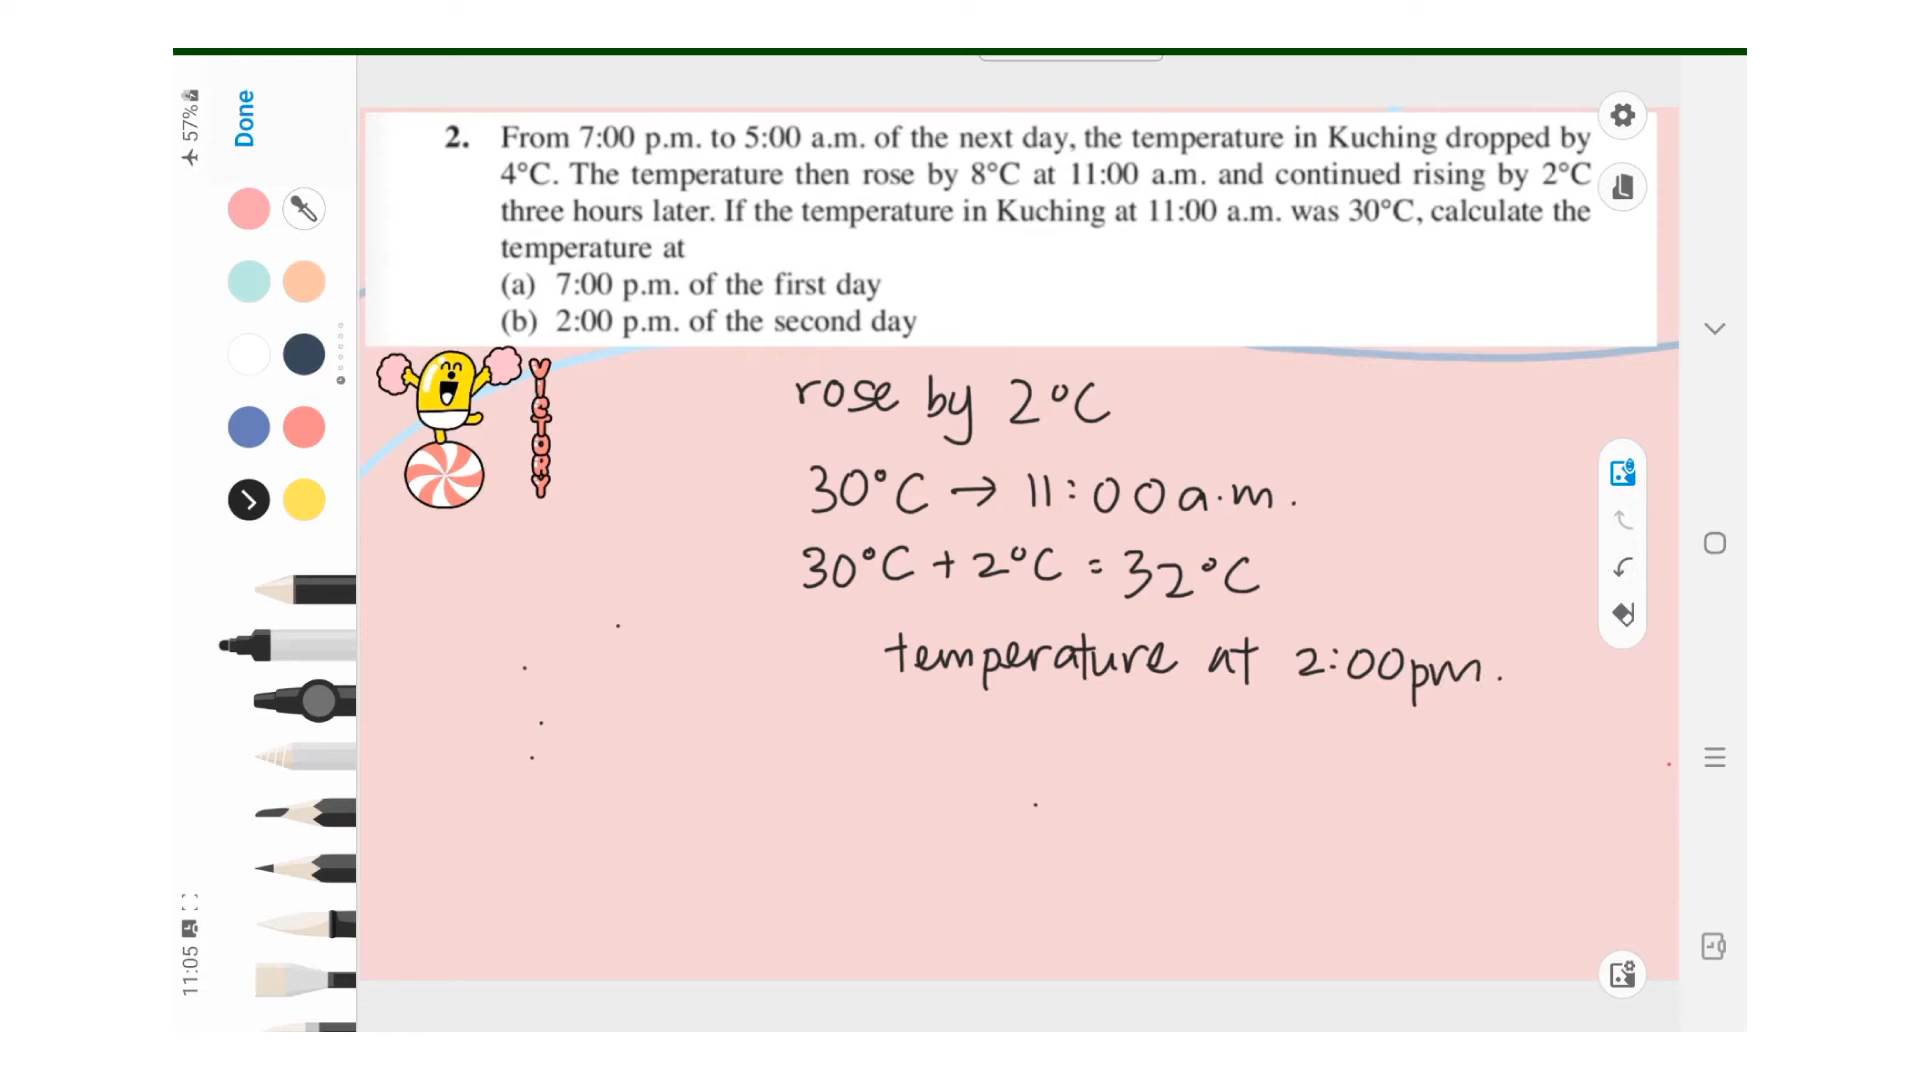 57%
Done
2. From 7:00 p.m. to 5:00 a.m. of the next day, the temperature in Kuching dropped by
4°C. The temperature then rose by 8°C at 11:00 a.m. and continued rising by 2°C
three hours later. If the temperature in Kuching at 11:00 a.m. was 30°C, calculate the
temperature at
(a) 7:00 p.m. of the first day
(b) 2:00 p.m. of the second day
VICTORY
rose by 2°C
30°C → 11:00 a.m.
30°C + 2°C = 32°C
temperature at 2:00pm.
11:05